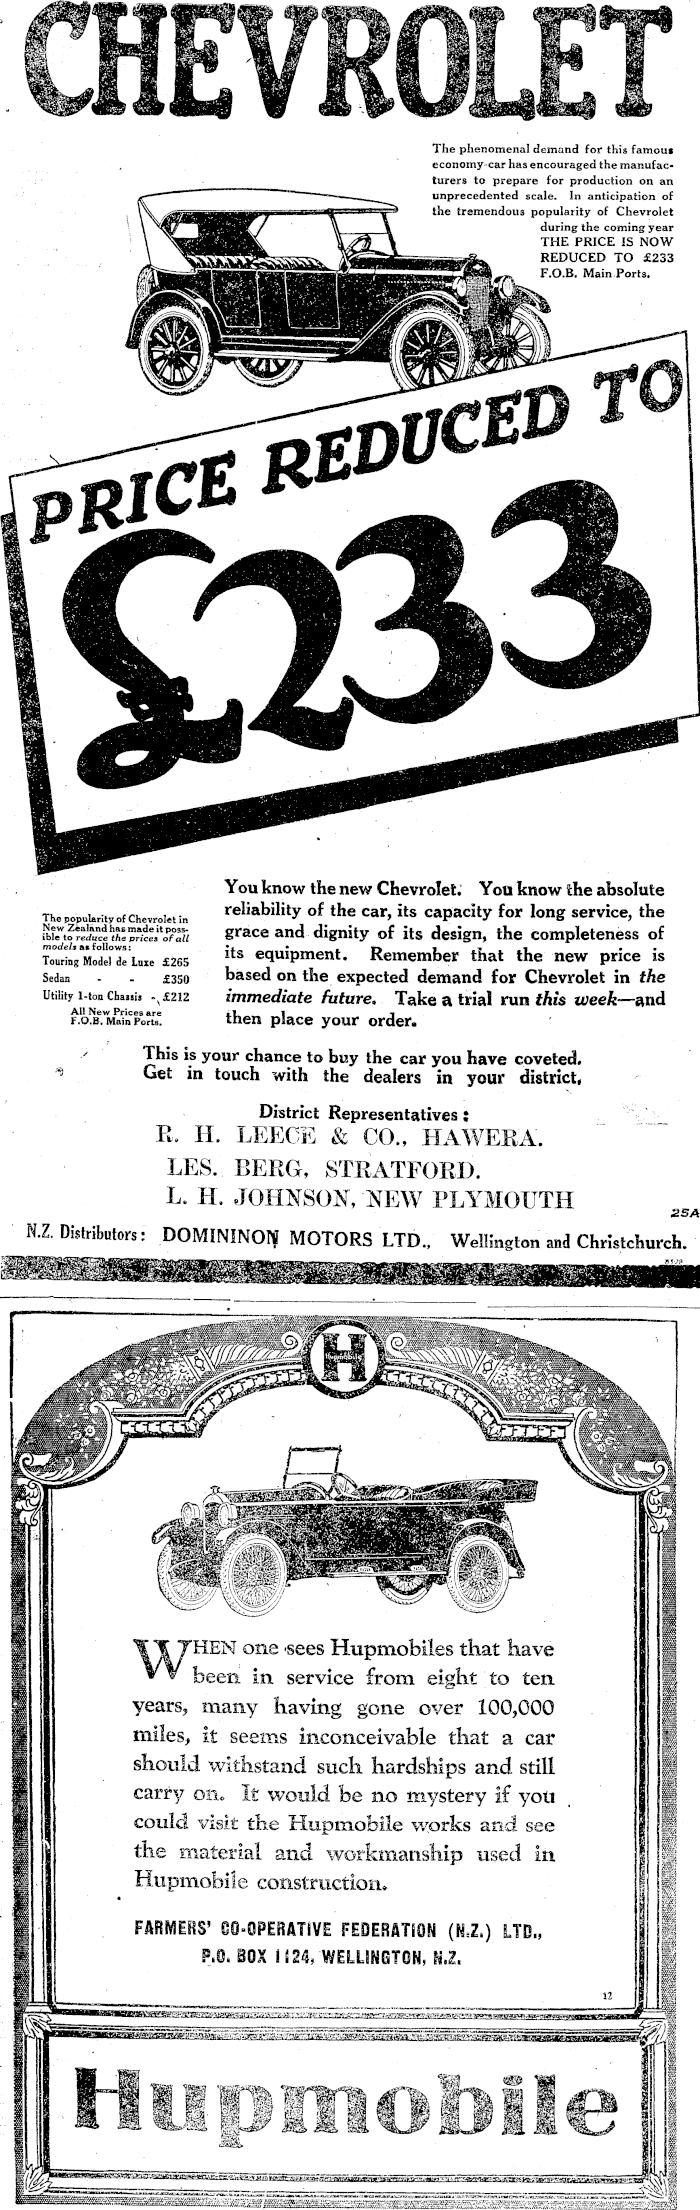 CHEVROLET
The phenomenal demand for this famous
economy car has encouraged the manufac-
turers to prepare for production on an
unprecedented scale. In anticipation of
the tremendous popularity of Chevrolet
during the coming year
THE PRICE IS NOW
REDUCED TO £233
F.O.B. Main Ports.
PRICE REDUCED TO
£233
The popularity of Chevrolet in
New Zealand has made it poss-
ible to reduce the prices of all
models as follows:
Touring Model de Luxe £265
Sedan - - £350
Utility 1-ton Chassis - £212
All New Prices are
F.O.B. Main Ports.
You know the new Chevrolet. You know the absolute
reliability of the car, its capacity for long service, the
grace and dignity of its design, the completeness of
its equipment. Remember that the new price is
based on the expected demand for Chevrolet in the
immediate future. Take a trial run this week—and
then place your order.
This is your chance to buy the car you have coveted.
Get in touch with the dealers in your district.
District Representatives:
R. H. LEECE & CO., HAWERA.
LES. BERG, STRATFORD.
L. H. JOHNSON, NEW PLYMOUTH
25A
N.Z. Distributors: DOMININON MOTORS LTD., Wellington and Christchurch.
H
WHEN one sees Hupmobiles that have
been in service from eight to ten
years, many having gone over 100,000
miles, it seems inconceivable that a car
should withstand such hardships and still
carry on. It would be no mystery if you
could visit the Hupmobile works and see
the material and workmanship used in
Hupmobile construction.
FARMERS' CO-OPERATIVE FEDERATION (N.Z.) LTD.,
P.O. BOX 1124, WELLINGTON, N.Z.
12
Hupmobile